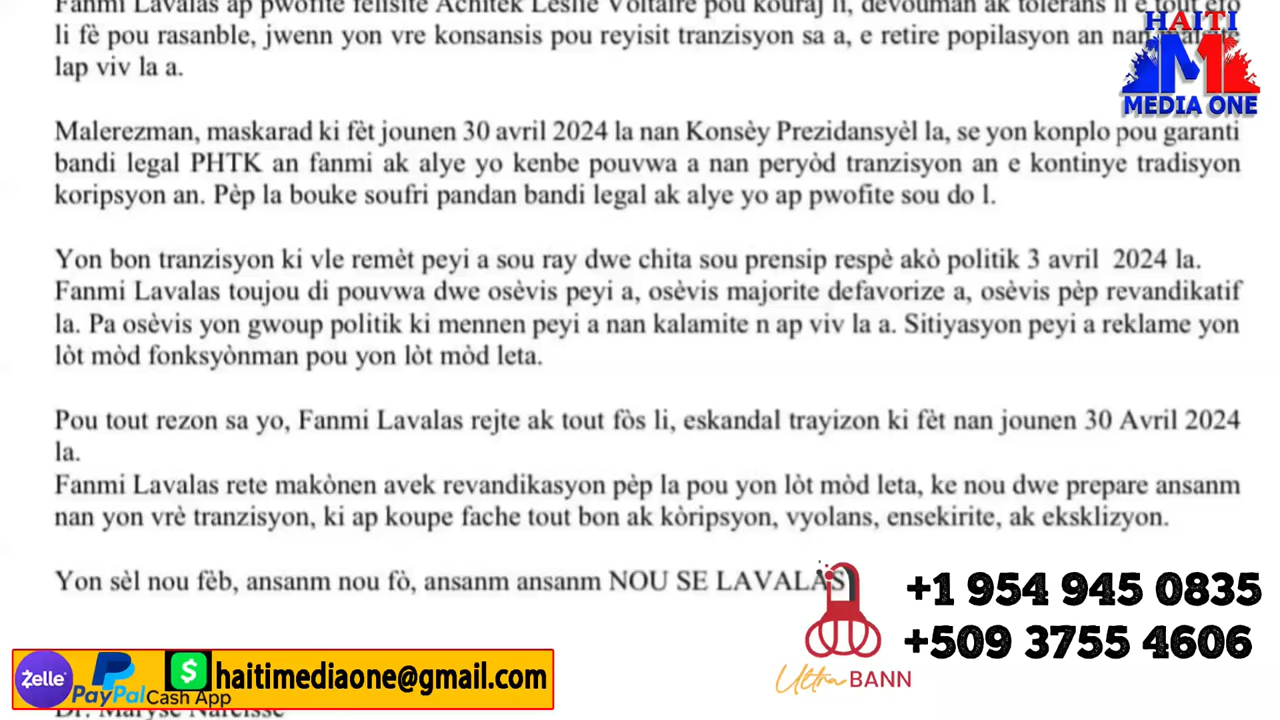 Fanmi Lavalas ap pwofite felisite Achitèk Leslie Voltaire pou kouraj li, devouman ak tolerans li e tout efò
li fè pou rasanble, jwenn yon vre konsansis pou reyisit tranzisyon sa a, e retire popilasyon an nan
lap viv la a.
HAITI
M
MEDIA ONE
Malerezman, maskarad ki fèt jounen 30 avril 2024 la nan Konsèy Prezidansyèl la, se yon konplo pou garanti
bandi legal PHTK an fanmi ak alye yo kenbe pouvwa a nan peryòd tranzisyon an e kontinye tradisyon
koripsyon an. Pèp la bouke soufri pandan bandi legal ak alye yo ap pwofite sou do l.
Yon bon tranzisyon ki vle remèt peyi a sou ray dwe chita sou prensip respè akò politik 3 avril 2024 la.
Fanmi Lavalas toujou di pouvwa dwe osèvis peyi a, osèvis majorite defavorize a, osèvis pèp revandikatif
la. Pa osèvis yon gwoup politik ki mennen peyi a nan kalamite n ap viv la a. Sitiyasyon peyi a reklame yon
lòt mòd fonksyònman pou yon lòt mòd leta.
Pou tout rezon sa yo, Fanmi Lavalas rejte ak tout fòs li, eskandal trayizon ki fèt nan jounen 30 Avril 2024
la.
Fanmi Lavalas rete makònen avek revandikasyon pèp la pou yon lòt mòd leta, ke nou dwe prepare ansanm
nan yon vrè tranzisyon, ki ap koupe fache tout bon ak kòripsyon, vyolans, ensekirite, ak eksklizyon.
Yon sèl nou fèb, ansanm nou fò, ansanm ansanm NOU SE LAVALAS
+1 954 945 0835
+509 3755 4606
Ultra BANN
Zelle PayPal $ Cash App haitimediaone@gmail.com
Dr. Maryse Narcisse